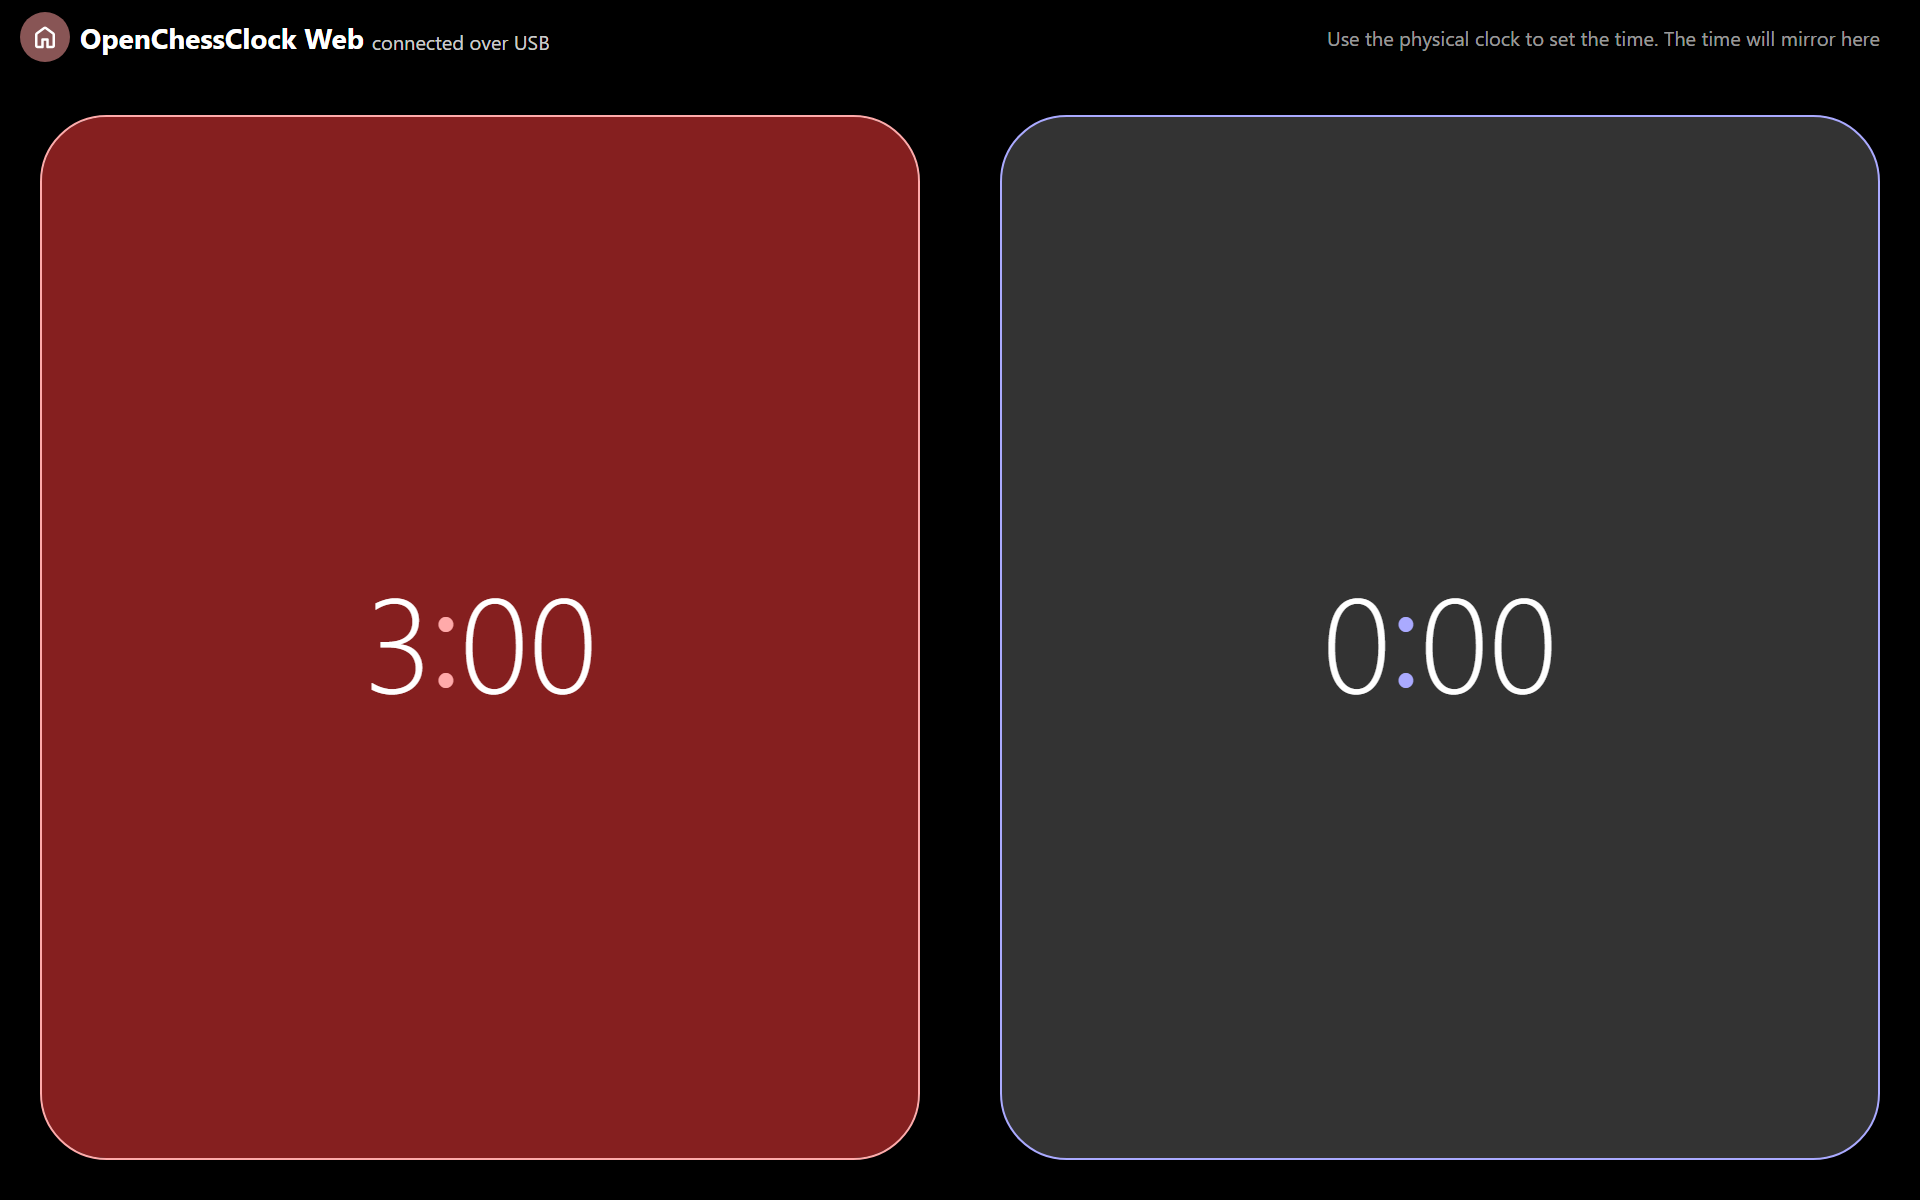 OpenChessClock Web connected over USB
Use the physical clock to set the time. The time will mirror here
3:00
0:00